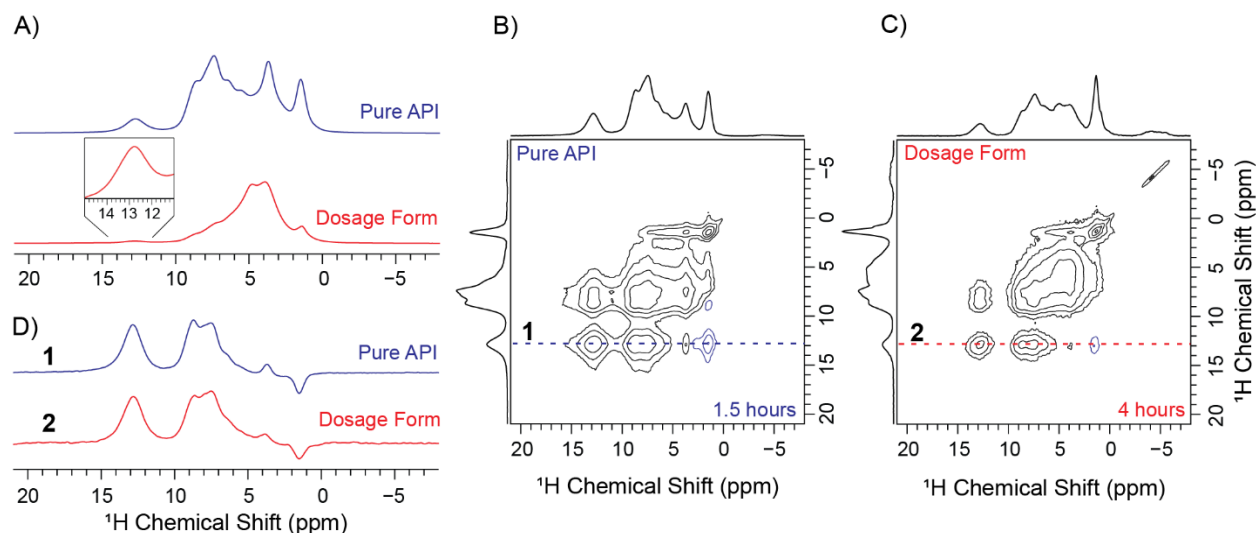 A)
Pure API
14 13 12
Dosage Form
20 15 10 5 0 −5
D)
1
Pure API
2
Dosage Form
20 15 10 5 0 −5
¹H Chemical Shift (ppm)
B)
Pure API
1
1.5 hours
−5
0
5
10
15
20
¹H Chemical Shift (ppm)
20 15 10 5 0 −5
¹H Chemical Shift (ppm)
C)
Dosage Form
2
4 hours
−5
0
5
10
15
20
¹H Chemical Shift (ppm)
20 15 10 5 0 −5
¹H Chemical Shift (ppm)